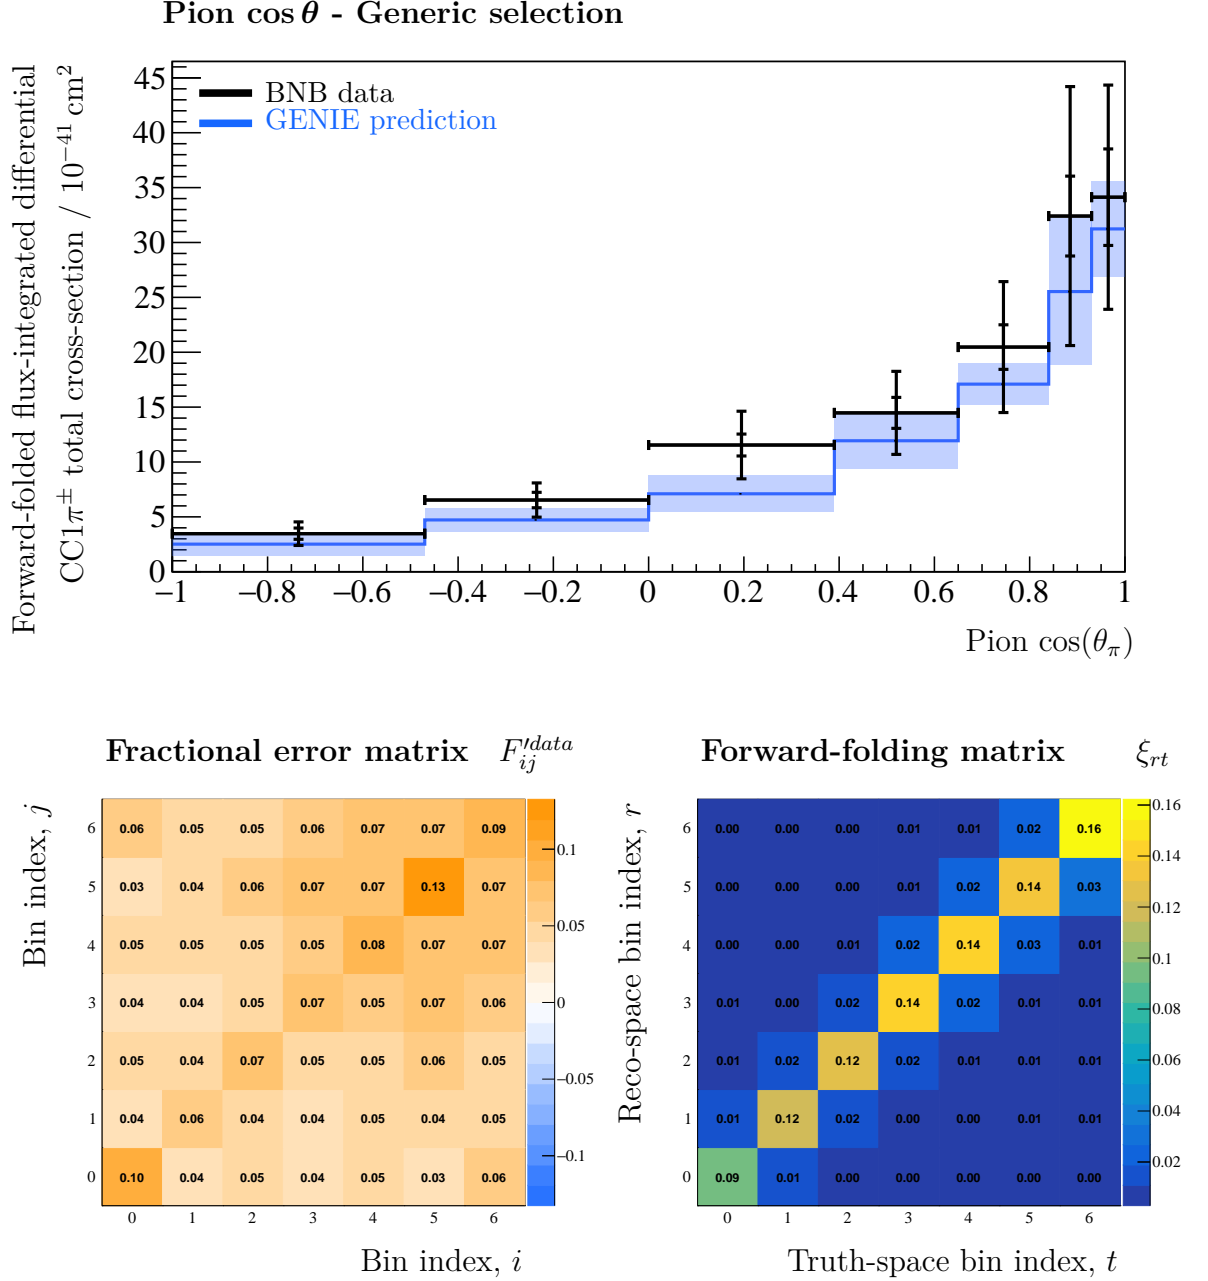 Pion cos θ - Generic selection
Forward-folded flux-integrated differential
CC1π± total cross-section / 10⁻⁴¹ cm²
BNB data
GENIE prediction
45
40
35
30
25
20
15
10
5
0
−1 −0.8 −0.6 −0.4 −0.2 0 0.2 0.4 0.6 0.8 1
Pion cos(θπ)
Fractional error matrix F′ᵈᵃᵗᵃᵢⱼ
Bin index, j
6 0.06 0.05 0.05 0.06 0.07 0.07 0.09
5 0.03 0.04 0.06 0.07 0.07 0.13 0.07
4 0.05 0.05 0.05 0.05 0.08 0.07 0.07
3 0.04 0.04 0.05 0.07 0.05 0.07 0.06
2 0.05 0.04 0.07 0.05 0.05 0.06 0.05
1 0.04 0.06 0.04 0.04 0.05 0.04 0.05
0 0.10 0.04 0.05 0.04 0.05 0.03 0.06
0 1 2 3 4 5 6
Bin index, i
0.1
0.05
0
−0.05
−0.1
Forward-folding matrix ξrt
Reco-space bin index, r
6 0.00 0.00 0.00 0.01 0.01 0.02 0.16
5 0.00 0.00 0.00 0.01 0.02 0.14 0.03
4 0.00 0.00 0.01 0.02 0.14 0.03 0.01
3 0.01 0.00 0.02 0.14 0.02 0.01 0.01
2 0.01 0.02 0.12 0.02 0.01 0.01 0.01
1 0.01 0.12 0.02 0.00 0.00 0.01 0.01
0 0.09 0.01 0.00 0.00 0.00 0.00 0.00
0 1 2 3 4 5 6
Truth-space bin index, t
0.16
0.14
0.12
0.1
0.08
0.06
0.04
0.02